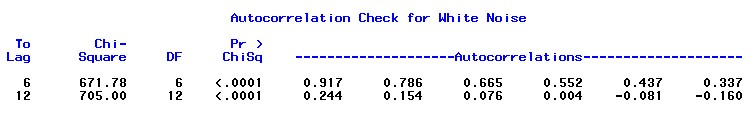 Autocorrelation Check for White Noise
To Chi- Pr >
Lag Square DF ChiSq --------------------Autocorrelations--------------------
6 671.78 6 <.0001 0.917 0.786 0.665 0.552 0.437 0.337
12 705.00 12 <.0001 0.244 0.154 0.076 0.004 -0.081 -0.160